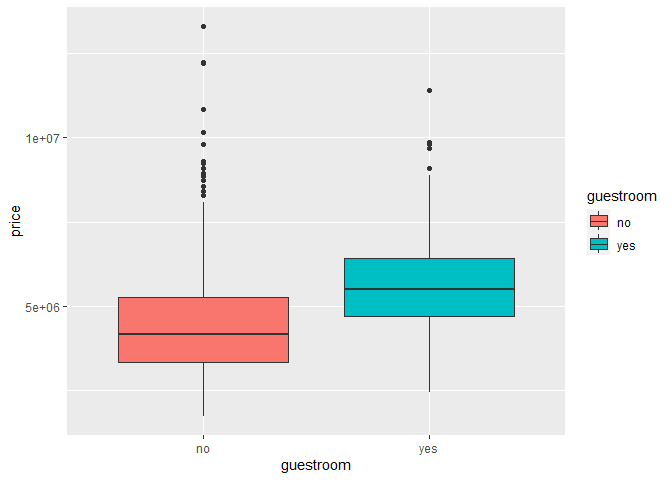 1e+07
5e+06
price
no
yes
guestroom
guestroom
no
yes